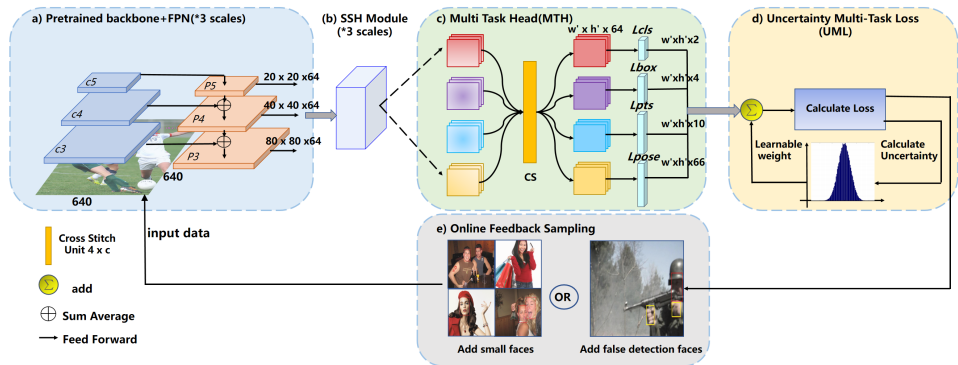 a) Pretrained backbone+FPN(*3 scales)
c5
c4
c3
P5
P4
P3
20 x 20 x64
40 x 40 x64
80 x 80 x64
640
640
(b) SSH Module
(*3 scales)
c) Multi Task Head(MTH)
w' x h' x 64
CS
Lcls
Lbox
Lpts
Lpose
w'xh'x2
w'xh'x4
w'xh'x10
w'xh'x66
d) Uncertainty Multi-Task Loss
(UML)
Σ
Calculate Loss
Learnable
weight
Calculate
Uncertainty
input data
Cross Stitch
Unit 4 x c
Σ
add
Sum Average
Feed Forward
e) Online Feedback Sampling
OR
Add small faces
Add false detection faces